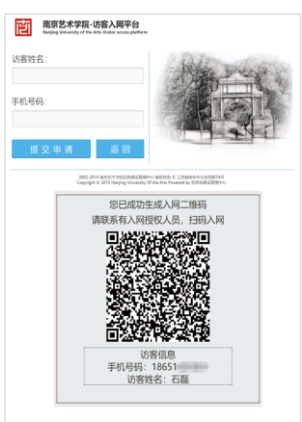 南京艺术学院-访客入网平台
Nanjing University of the Arts Visitor access platform
访客姓名:
手机号码:
提交申请
返回
您已成功生成入网二维码
请联系有入网授权人员，扫码入网
访客信息
手机号码：18651
访客姓名：石磊